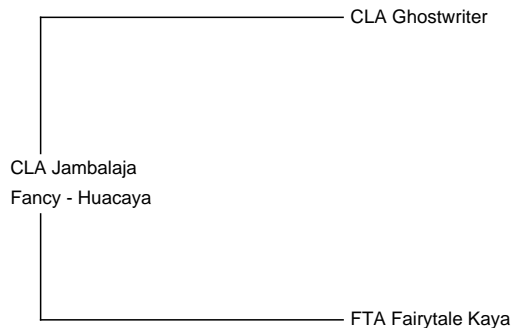 CLA Ghostwriter
CLA Jambalaja
Fancy - Huacaya
FTA Fairytale Kaya